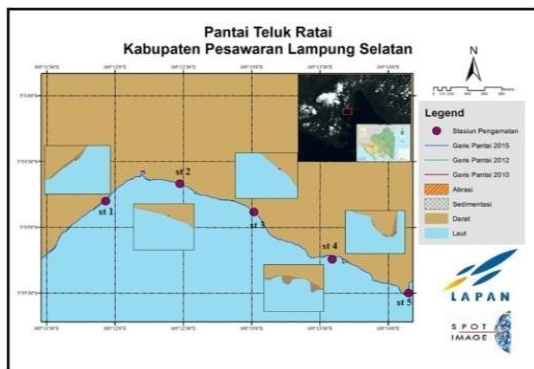 Pantai Teluk Ratai
Kabupaten Pesawaran Lampung Selatan
N
Legend
Stasiun Pengamatan
Garis Pantai 2015
Garis Pantai 2012
Garis Pantai 2010
Abrasi
Sedimentasi
Darat
Laut
st 1
st 2
st 3
st 4
st 5
LAPAN
SPOT
IMAGE